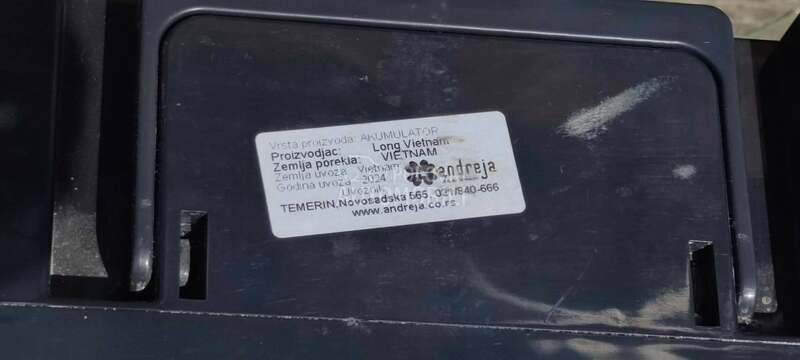 Vrsta proizvoda: AKUMULATOR
Proizvodjac: Long Vietnam
Zemlja porekla: VIETNAM
Zemlja uvoza: Vietnam
Godina uvoza: 2024
andreja
Uvoznik:
TEMERIN, Novosadska 565, 021/840-666
www.andreja.co.rs